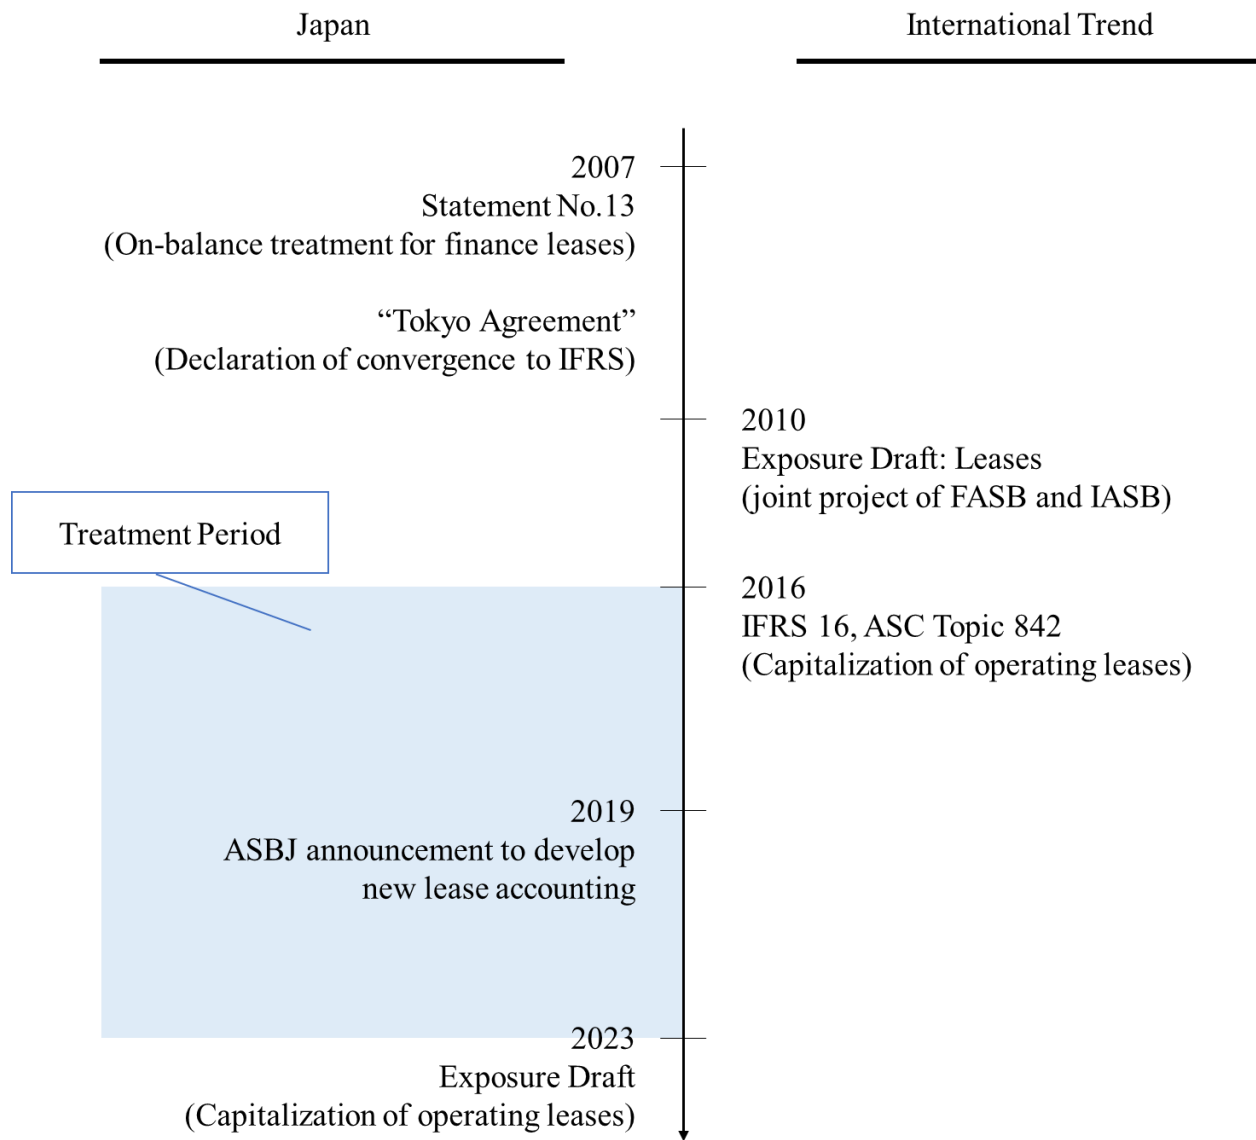 Japan
International Trend
2007
Statement No.13
(On-balance treatment for finance leases)
“Tokyo Agreement”
(Declaration of convergence to IFRS)
2010
Exposure Draft: Leases
(joint project of FASB and IASB)
Treatment Period
2016
IFRS 16, ASC Topic 842
(Capitalization of operating leases)
2019
ASBJ announcement to develop
new lease accounting
2023
Exposure Draft
(Capitalization of operating leases)